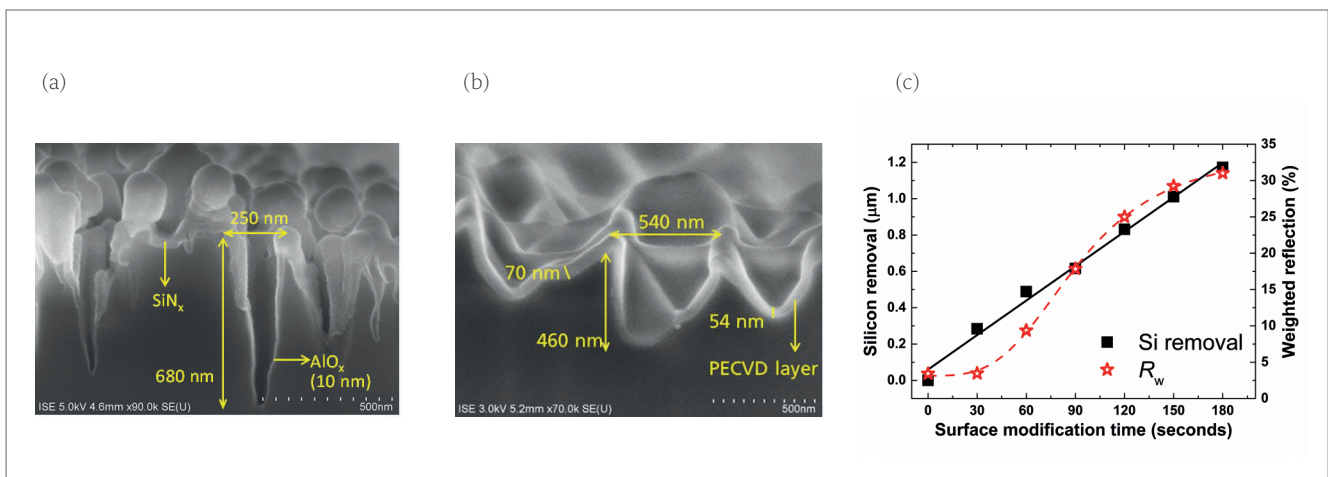 (a)
(b)
(c)
250 nm
SiNx
680 nm
AlOx
(10 nm)
ISE 5.0kV 4.6mm x90.0k SE(U)
500nm
540 nm
70 nm
460 nm
54 nm
PECVD layer
ISE 3.0kV 5.2mm x70.0k SE(U)
500nm
Silicon removal (μm)
1.2
1.0
0.8
0.6
0.4
0.2
0.0
35
30
25
20
15
10
5
0
Weighted reflection (%)
Si removal
Rw
0 30 60 90 120 150 180
Surface modification time (seconds)